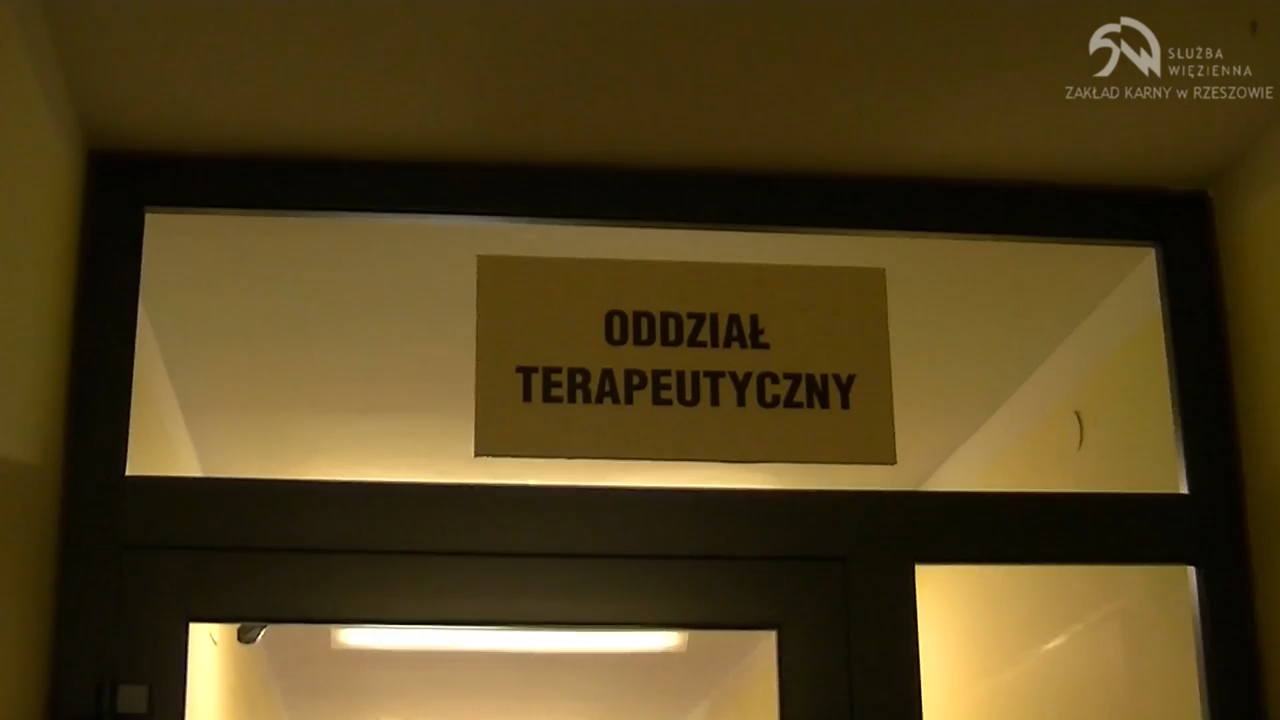 SŁUŻBA
WIĘZIENNA
ZAKŁAD KARNY w RZESZOWIE
ODDZIAŁ
TERAPEUTYCZNY